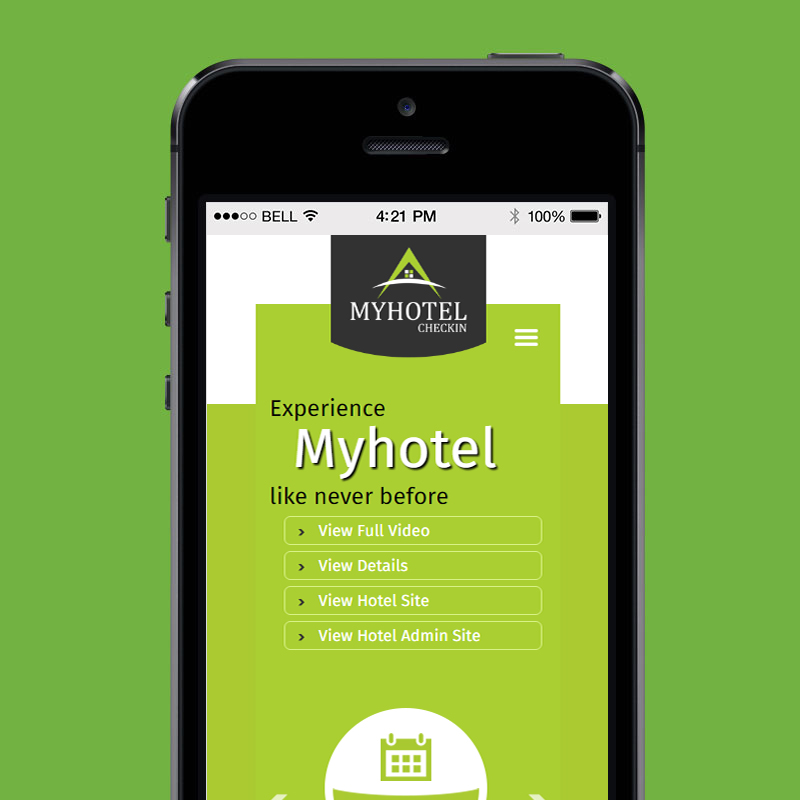 BELL 4:21 PM 100%
MYHOTEL
CHECKIN
Experience
Myhotel
like never before
View Full Video
View Details
View Hotel Site
View Hotel Admin Site